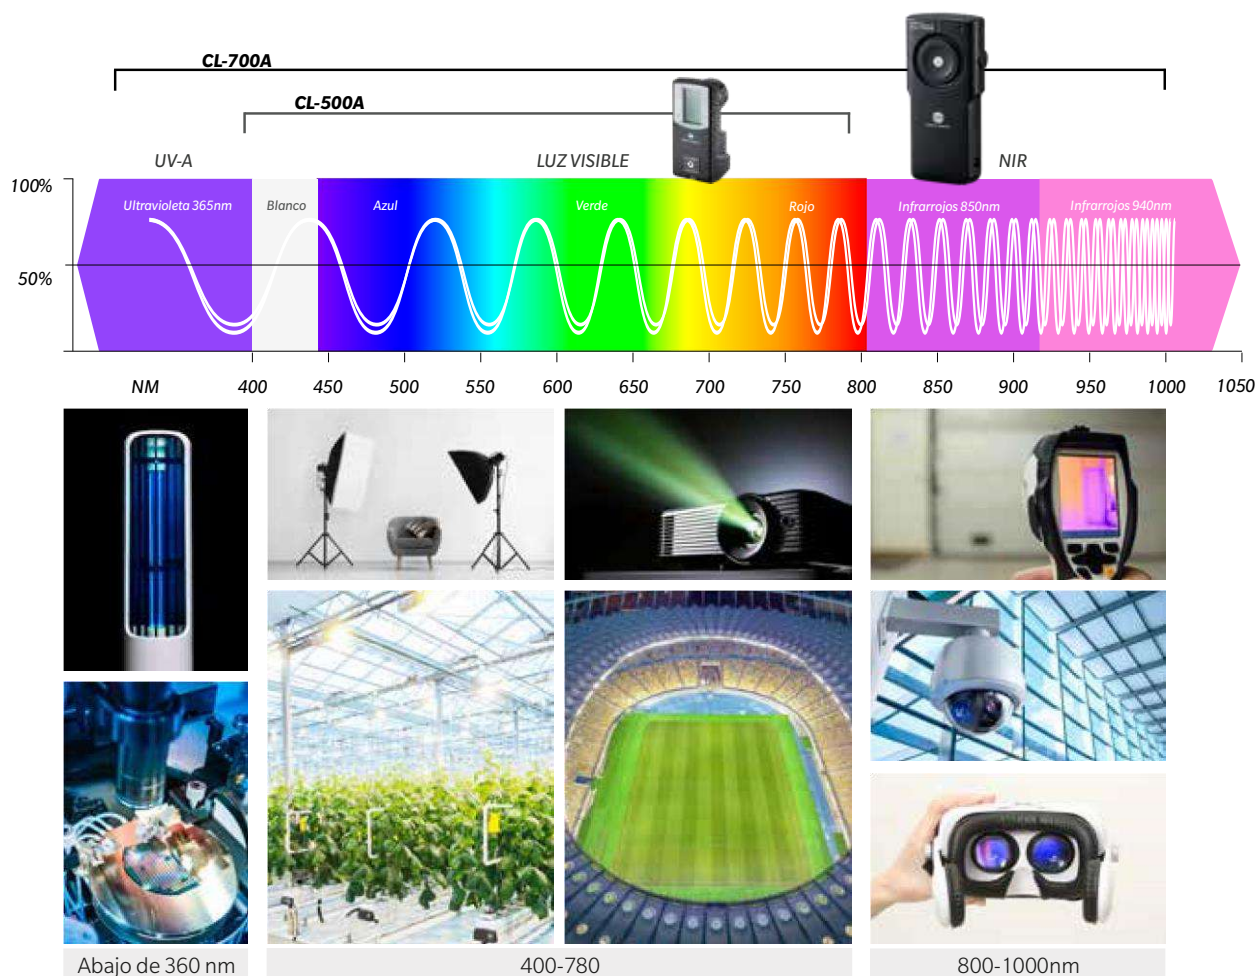 CL-700A
CL-500A
UV-A
LUZ VISIBLE
NIR
100%
Ultravioleta 365nm
Blanco
Azul
Verde
Rojo
Infrarrojos 850nm
Infrarrojos 940nm
50%
NM
400
450
500
550
600
650
700
750
800
850
900
950
1000
1050
Abajo de 360 nm
400-780
800-1000nm